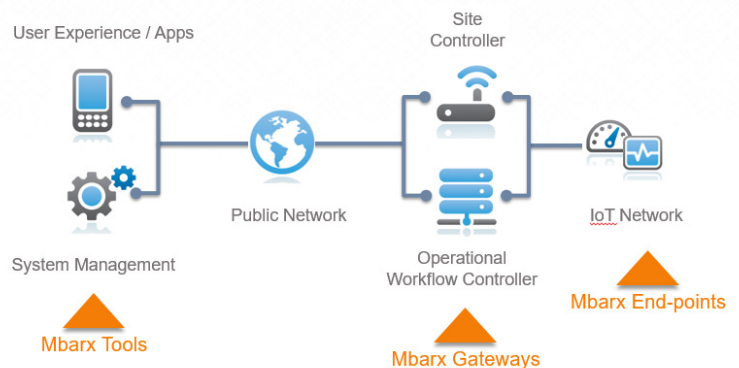 User Experience / Apps
Site
Controller
Public Network
IoT Network
System Management
Operational
Workflow Controller
Mbarx Tools
Mbarx Gateways
Mbarx End-points